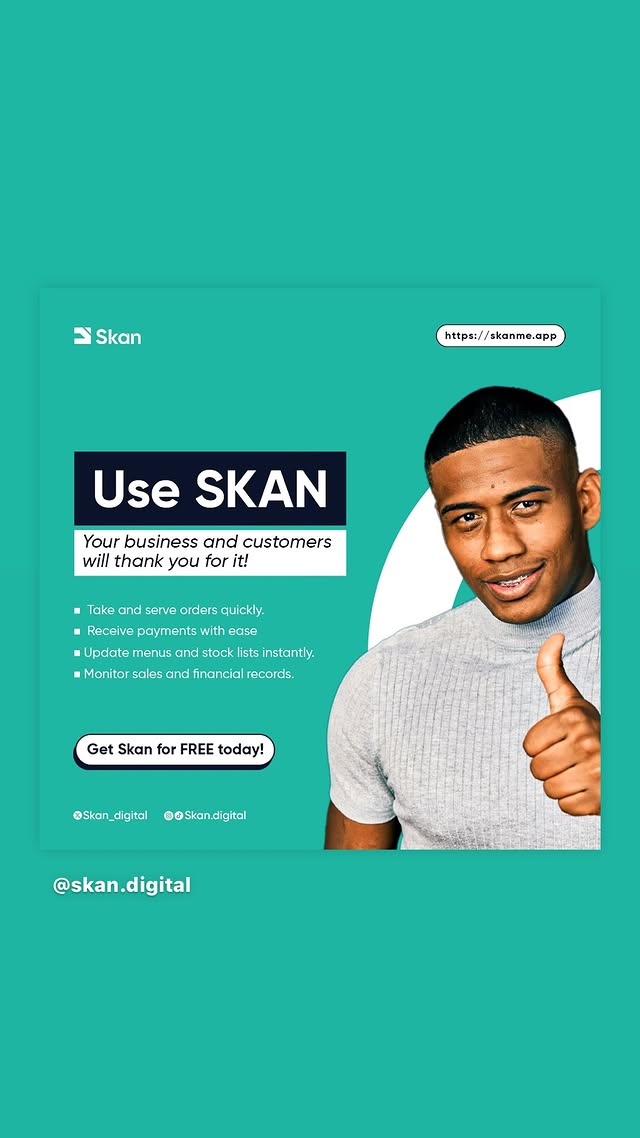 Skan
https://skanme.app
Use SKAN
Your business and customers
will thank you for it!
Take and serve orders quickly.
Receive payments with ease
Update menus and stock lists instantly.
Monitor sales and financial records.
Get Skan for FREE today!
Skan_digital Skan.digital
@skan.digital